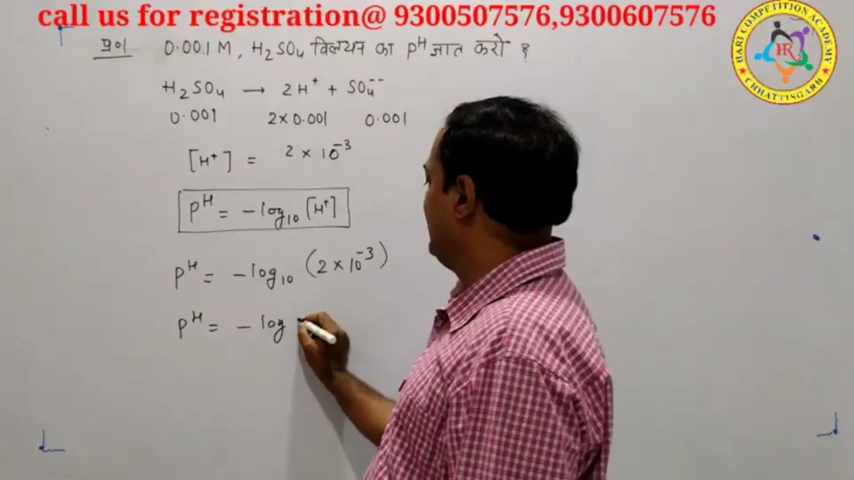 call us for registration@ 9300507576,9300607576
HARI COMPETITION ACADEMY
HR
CHHATTISGARH
प्र०1 0.001 M, H₂SO₄ विलयन का pᴴ ज्ञात करो ?
H₂SO₄ → 2H⁺ + SO₄⁻⁻
0.001 2×0.001 0.001
[H⁺] = 2 × 10⁻³
pᴴ = -log₁₀ [H⁺]
pᴴ = -log₁₀ (2×10⁻³)
pᴴ = - log